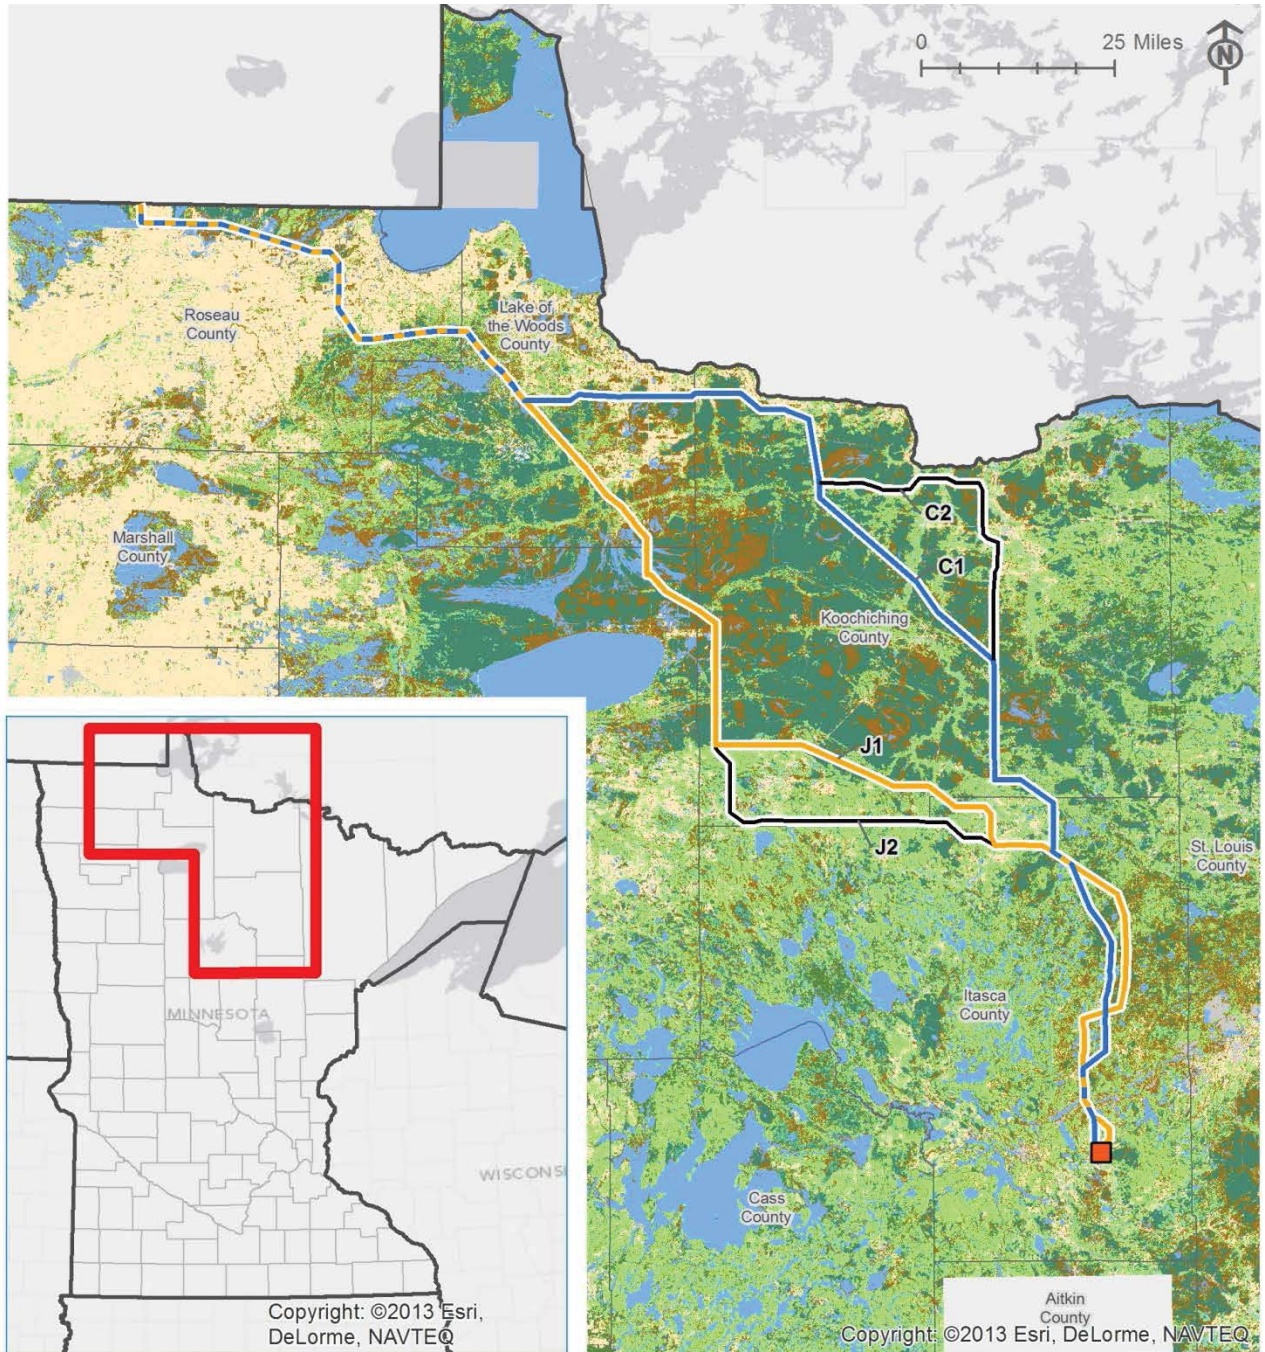 0 25 Miles
N
Roseau
County
Lake of
the Woods
County
C2
Marshall
County
C1
Koochiching
County
J1
J2
St. Louis
County
Itasca
County
MINNESOTA
WISCONSI
Cass
County
Copyright: ©2013 Esri,
DeLorme, NAVTEQ
Aitkin
County
Copyright: ©2013 Esri, DeLorme, NAVTEQ